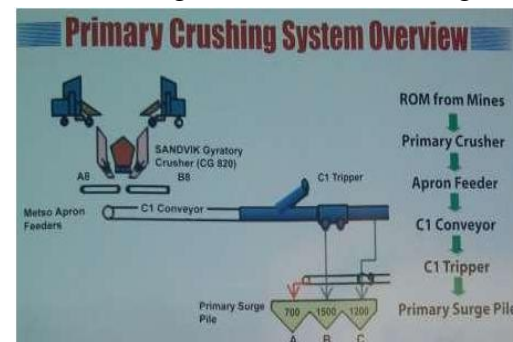 Primary Crushing System Overview
ROM from Mines
Primary Crusher
Apron Feeder
C1 Conveyor
C1 Tripper
Primary Surge Pile
SANDVIK Gyratory
Crusher (CG 820)
A8
B8
Metso Apron
Feeders
C1 Conveyor
C1 Tripper
Primary Surge
Pile
700
1500
1200
A
B
C